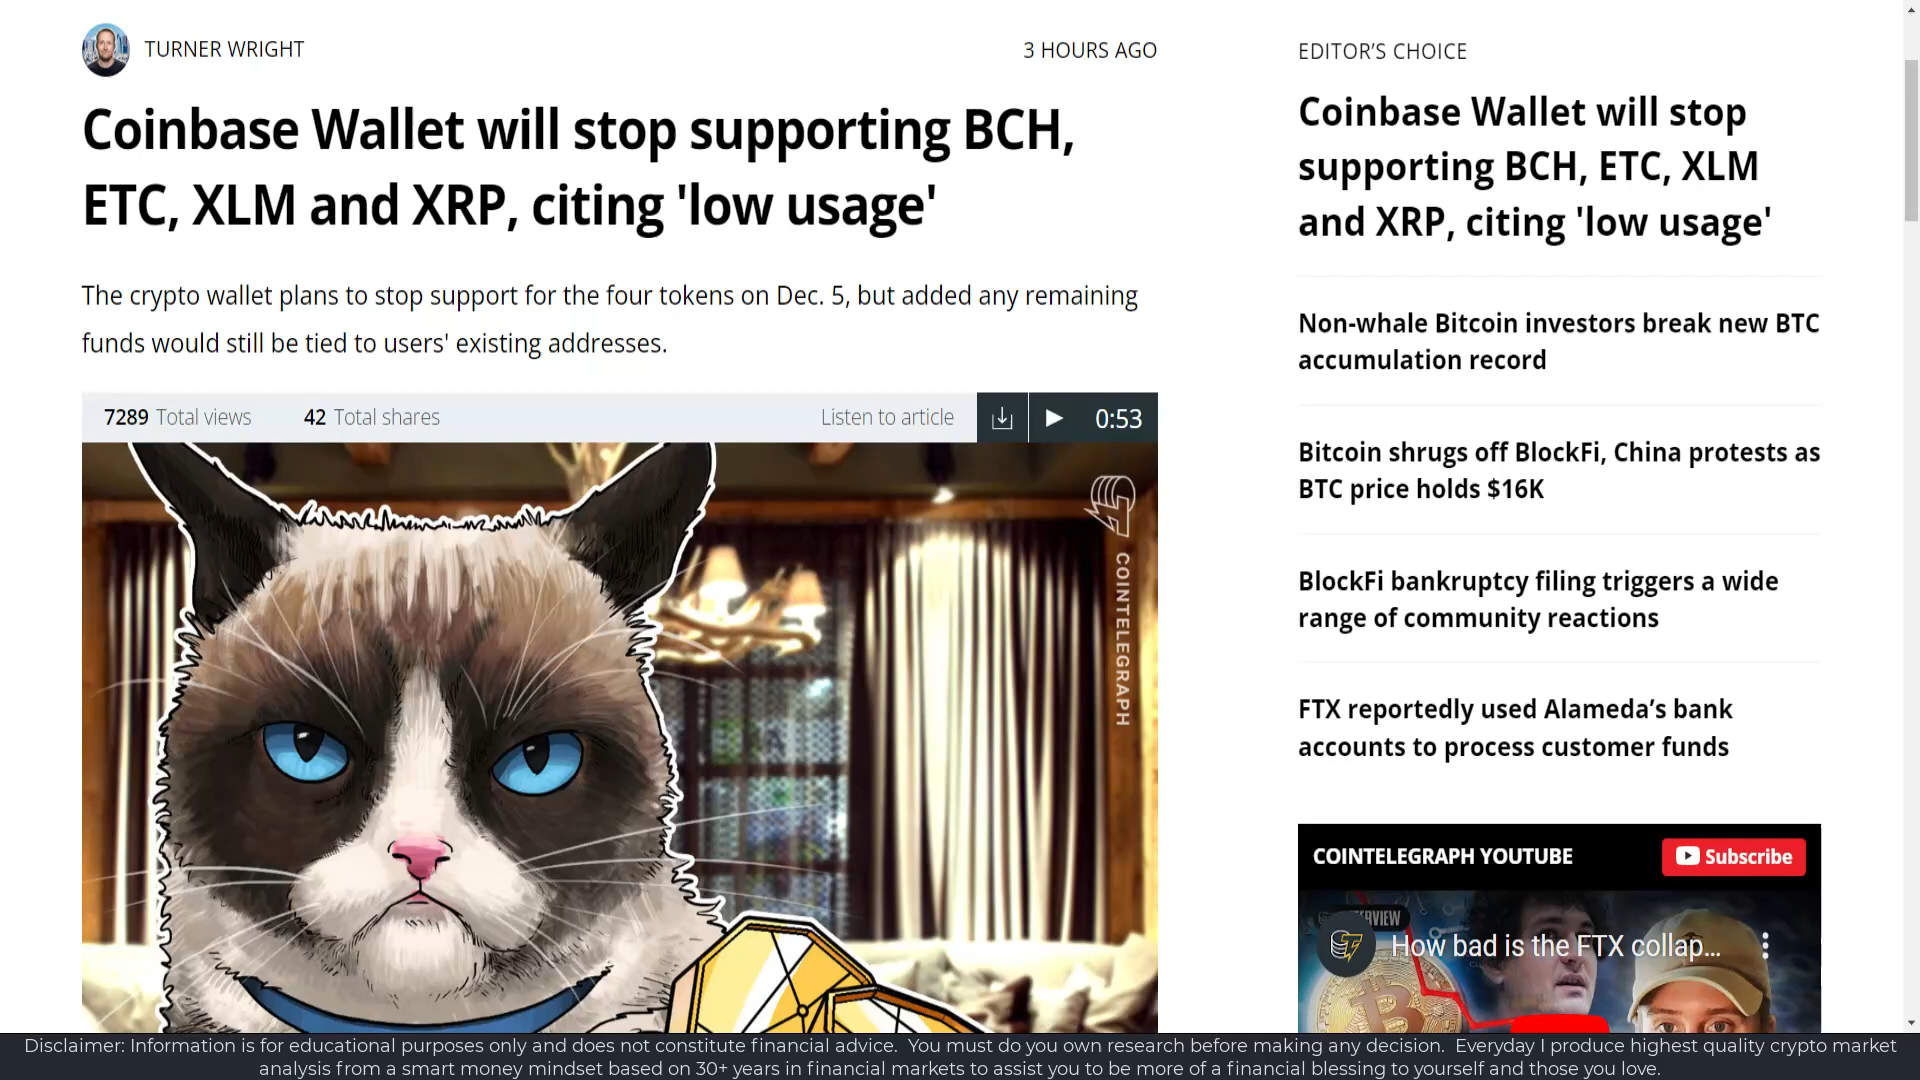 TURNER WRIGHT
3 HOURS AGO
Coinbase Wallet will stop supporting BCH,
ETC, XLM and XRP, citing 'low usage'
The crypto wallet plans to stop support for the four tokens on Dec. 5, but added any remaining
funds would still be tied to users' existing addresses.
7289 Total views 42 Total shares Listen to article 0:53
COINTELEGRAPH
EDITOR’S CHOICE
Coinbase Wallet will stop
supporting BCH, ETC, XLM
and XRP, citing 'low usage'
Non-whale Bitcoin investors break new BTC
accumulation record
Bitcoin shrugs off BlockFi, China protests as
BTC price holds $16K
BlockFi bankruptcy filing triggers a wide
range of community reactions
FTX reportedly used Alameda’s bank
accounts to process customer funds
COINTELEGRAPH YOUTUBE Subscribe
How bad is the FTX collap...
Disclaimer: Information is for educational purposes only and does not constitute financial advice. You must do you own research before making any decision. Everyday I produce highest quality crypto market
analysis from a smart money mindset based on 30+ years in financial markets to assist you to be more of a financial blessing to yourself and those you love.